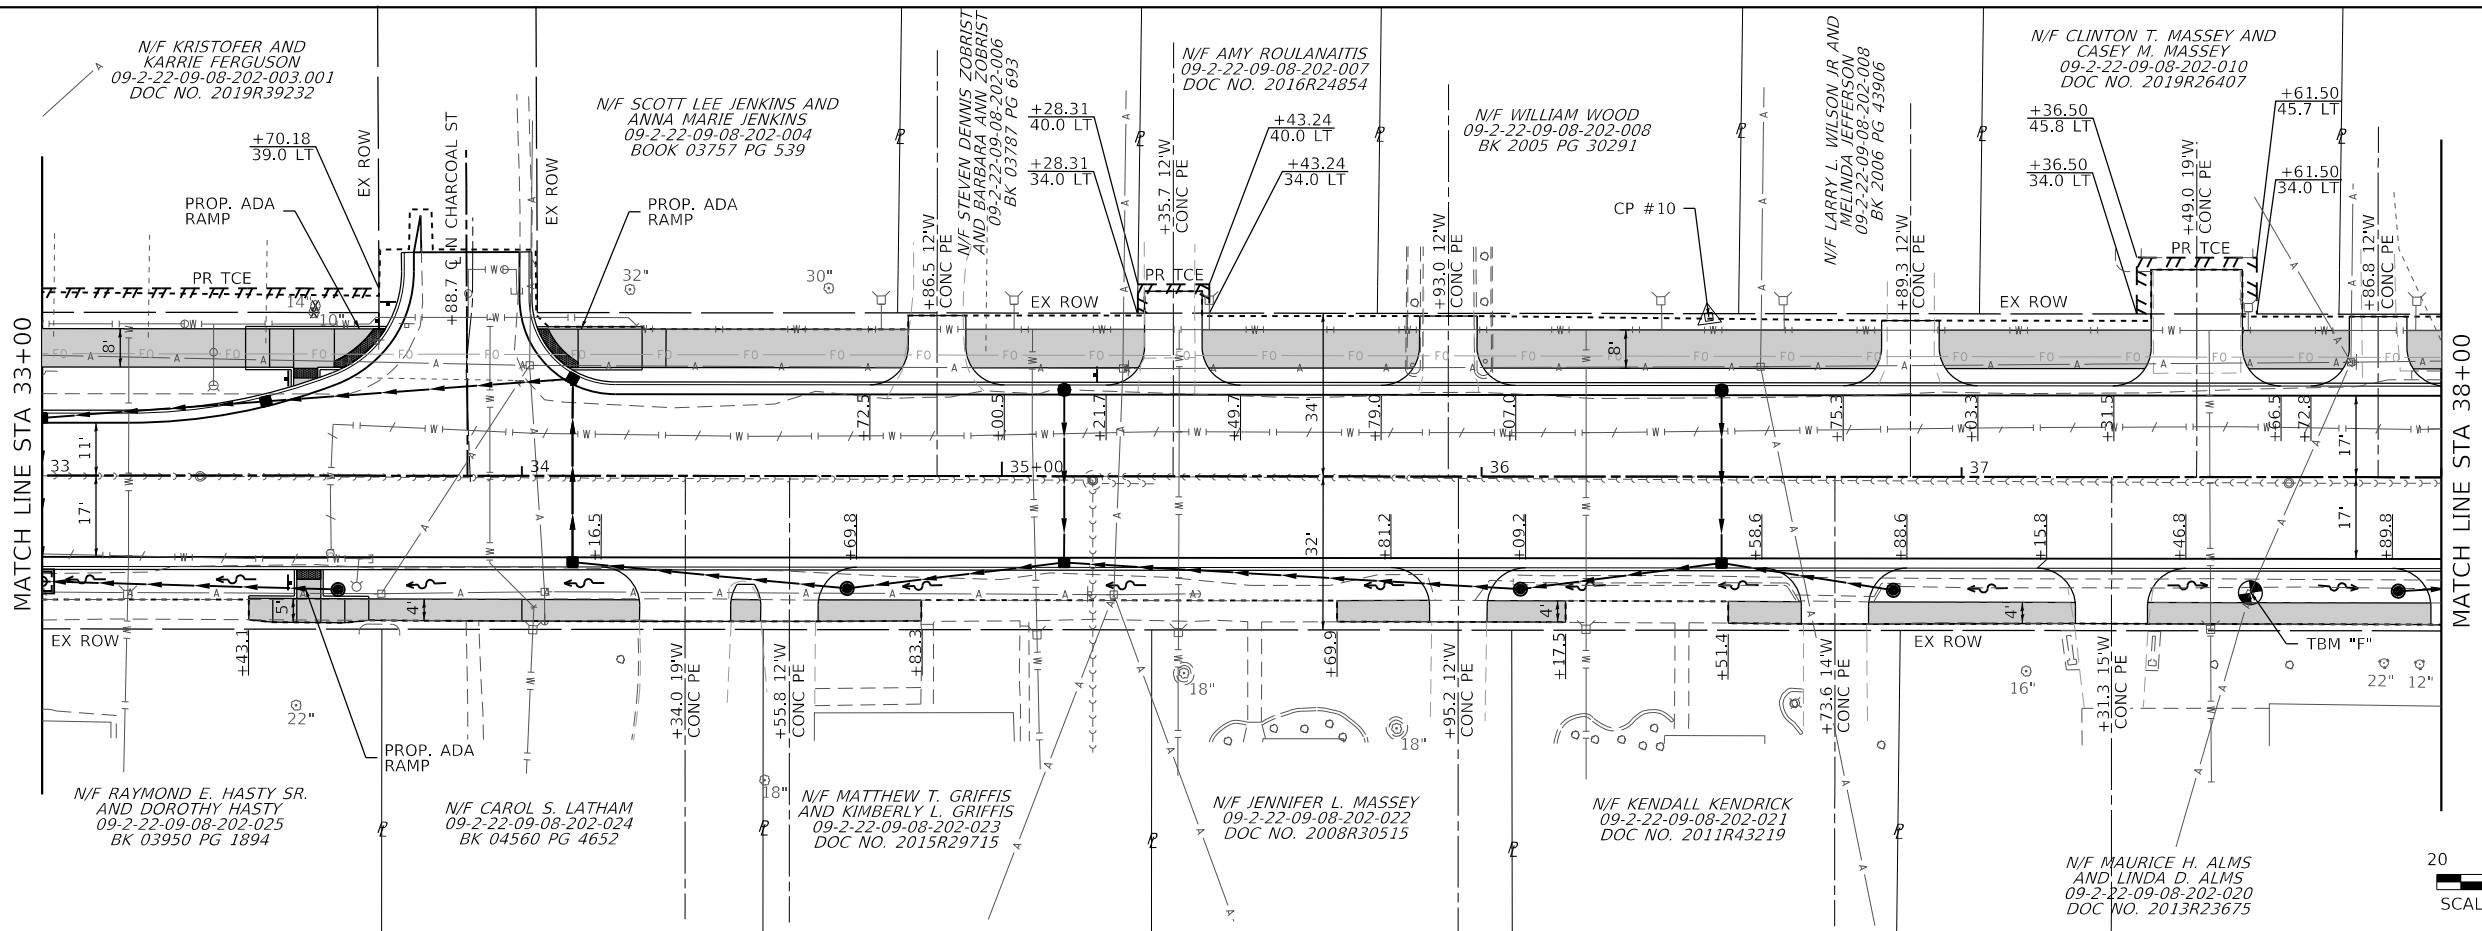 N/F KRISTOFER AND
KARRIE FERGUSON
09-2-22-09-08-202-003.001
DOC NO. 2019R39232
+70.18
39.0 LT
PROP. ADA
RAMP
PR TCE
EX ROW
+88.7 ℄ N CHARCOAL ST
EX ROW
N/F SCOTT LEE JENKINS AND
ANNA MARIE JENKINS
09-2-22-09-08-202-004
BOOK 03757 PG 539
PROP. ADA
RAMP
14"
10"
32"
30"
+86.5 12'W
CONC PE
N/F STEVEN DENNIS ZOBRIST
AND BARBARA ANN ZOBRIST
09-2-22-09-08-202-006
BK 03787 PG 693
+28.31
40.0 LT
+28.31
34.0 LT
EX ROW
PR TCE
+35.7 12'W
CONC PE
N/F AMY ROULANAITIS
09-2-22-09-08-202-007
DOC NO. 2016R24854
+43.24
40.0 LT
+43.24
34.0 LT
N/F WILLIAM WOOD
09-2-22-09-08-202-008
BK 2005 PG 30291
+93.0 12'W
CONC PE
CP #10
N/F LARRY L. WILSON JR AND
MELINDA JEFFERSON
09-2-22-09-08-202-008
BK 2006 PG 43906
+89.3 12'W
CONC PE
EX ROW
N/F CLINTON T. MASSEY AND
CASEY M. MASSEY
09-2-22-09-08-202-010
DOC NO. 2019R26407
+36.50
45.8 LT
+36.50
34.0 LT
+49.0 19'W
CONC PE
PR TCE
+61.50
45.7 LT
+61.50
34.0 LT
+86.8 12'W
CONC PE
MATCH LINE STA 33+00
8'
FO FO FO FO FO FO FO FO FO
8'
11'
+72.5
+00.5
+21.7
+49.7
34'
+79.0
+07.0
+75.3
+03.3
+31.5
+66.5
+72.8
17'
33
34
35+00
36
37
17'
+16.5
+69.8
32'
+81.2
+09.2
+58.6
+88.6
+15.8
+46.8
17'
+89.8
MATCH LINE STA 38+00
5'
4'
4'
4'
EX ROW
+43.1
+34.0 19'W
CONC PE
+55.8 12'W
CONC PE
+83.3
+69.9
+95.2 12'W
CONC PE
+17.5
+51.4
+73.6 14'W
CONC PE
EX ROW
+31.3 15'W
CONC PE
TBM "F"
22"
18"
18"
18"
16"
22"
12"
PROP. ADA
RAMP
N/F RAYMOND E. HASTY SR.
AND DOROTHY HASTY
09-2-22-09-08-202-025
BK 03950 PG 1894
N/F CAROL S. LATHAM
09-2-22-09-08-202-024
BK 04560 PG 4652
N/F MATTHEW T. GRIFFIS
AND KIMBERLY L. GRIFFIS
09-2-22-09-08-202-023
DOC NO. 2015R29715
N/F JENNIFER L. MASSEY
09-2-22-09-08-202-022
DOC NO. 2008R30515
N/F KENDALL KENDRICK
09-2-22-09-08-202-021
DOC NO. 2011R43219
N/F MAURICE H. ALMS
AND LINDA D. ALMS
09-2-22-09-08-202-020
DOC NO. 2013R23675
20
SCAL